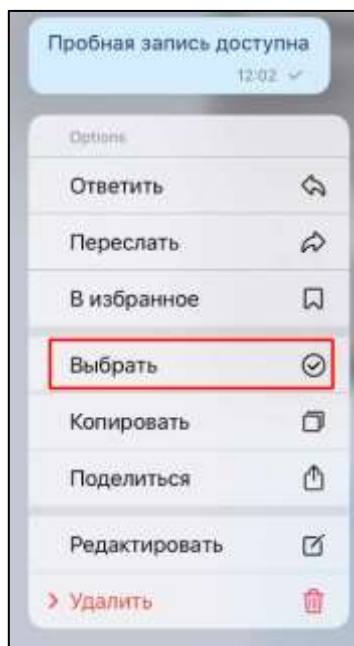 Пробная запись доступна
12:02
Options
Ответить
Переслать
В избранное
Выбрать
Копировать
Поделиться
Редактировать
Удалить